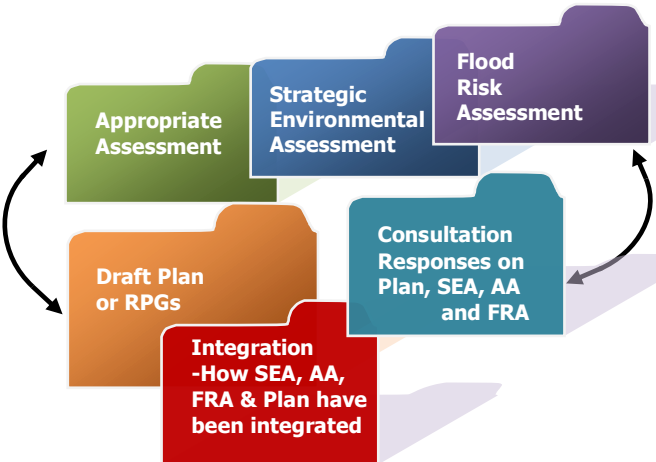 Appropriate
Assessment
Strategic
Environmental
Assessment
Flood
Risk
Assessment
Draft Plan
or RPGs
Consultation
Responses on
Plan, SEA, AA
and FRA
Integration
-How SEA, AA,
FRA & Plan have
been integrated